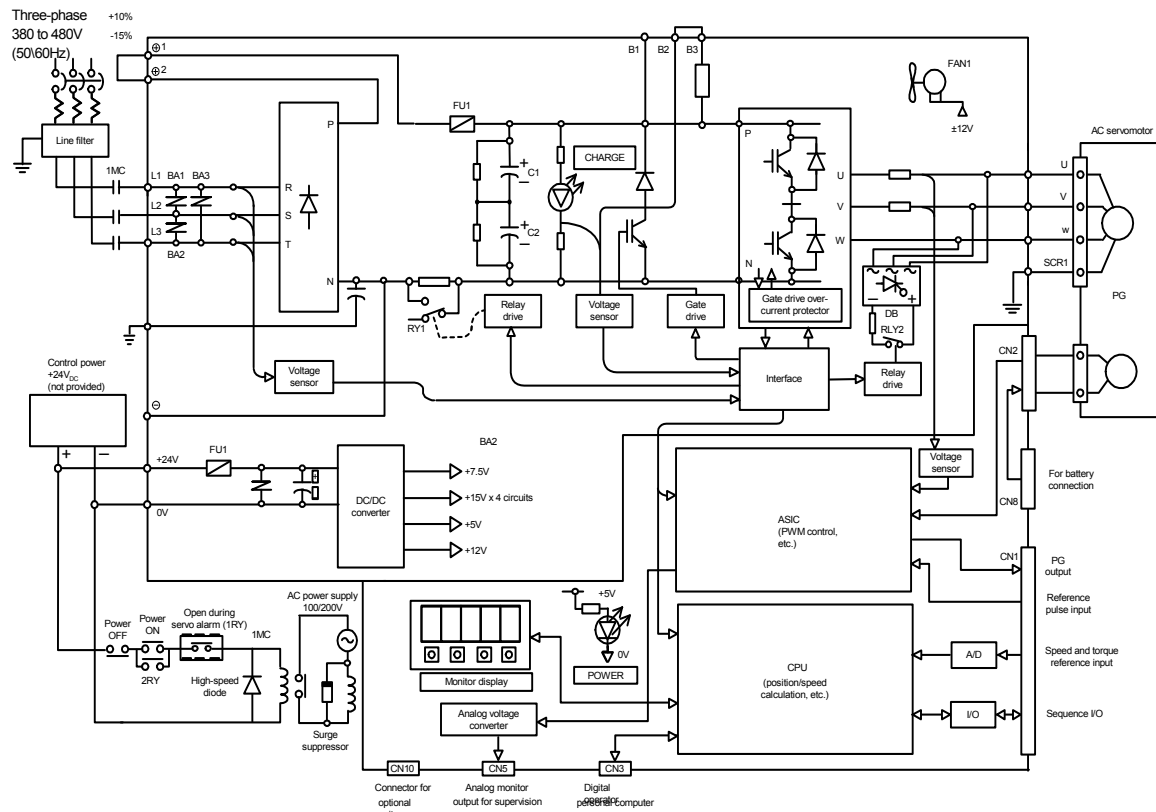 Three-phase
380 to 480V
(50\60Hz)
+10%
-15%
⊕1
⊕2
B1
B2
B3
FAN1
±12V
FU1
P
Line filter
CHARGE
P
AC servomotor
1MC
L1
BA1
BA3
R
C1
U
U
L2
S
V
V
L3
T
C2
W
w
BA2
N
N
SCR1
PG
Relay
drive
Voltage
sensor
Gate
drive
Gate drive over-
current protector
DB
RY1
RLY2
Control power
+24VDC
(not provided)
Voltage
sensor
Interface
Relay
drive
CN2
⊖
+
−
+24V
FU1
BA2
+7.5V
Voltage
sensor
For battery
connection
DC/DC
converter
+15V x 4 circuits
CN8
0V
+5V
ASIC
(PWM control,
etc.)
+12V
CN1
PG
output
AC power supply
100/200V
+5V
Reference
pulse input
Power
OFF
Power
ON
Open during
servo alarm (1RY)
1MC
0V
2RY
High-speed
diode
POWER
CPU
(position/speed
calculation, etc.)
A/D
Speed and torque
reference input
Monitor display
Analog voltage
converter
I/O
Sequence I/O
Surge
suppressor
CN10
CN5
CN3
Connector for
optional
Analog monitor
output for supervision
Digital
operator
personal computer